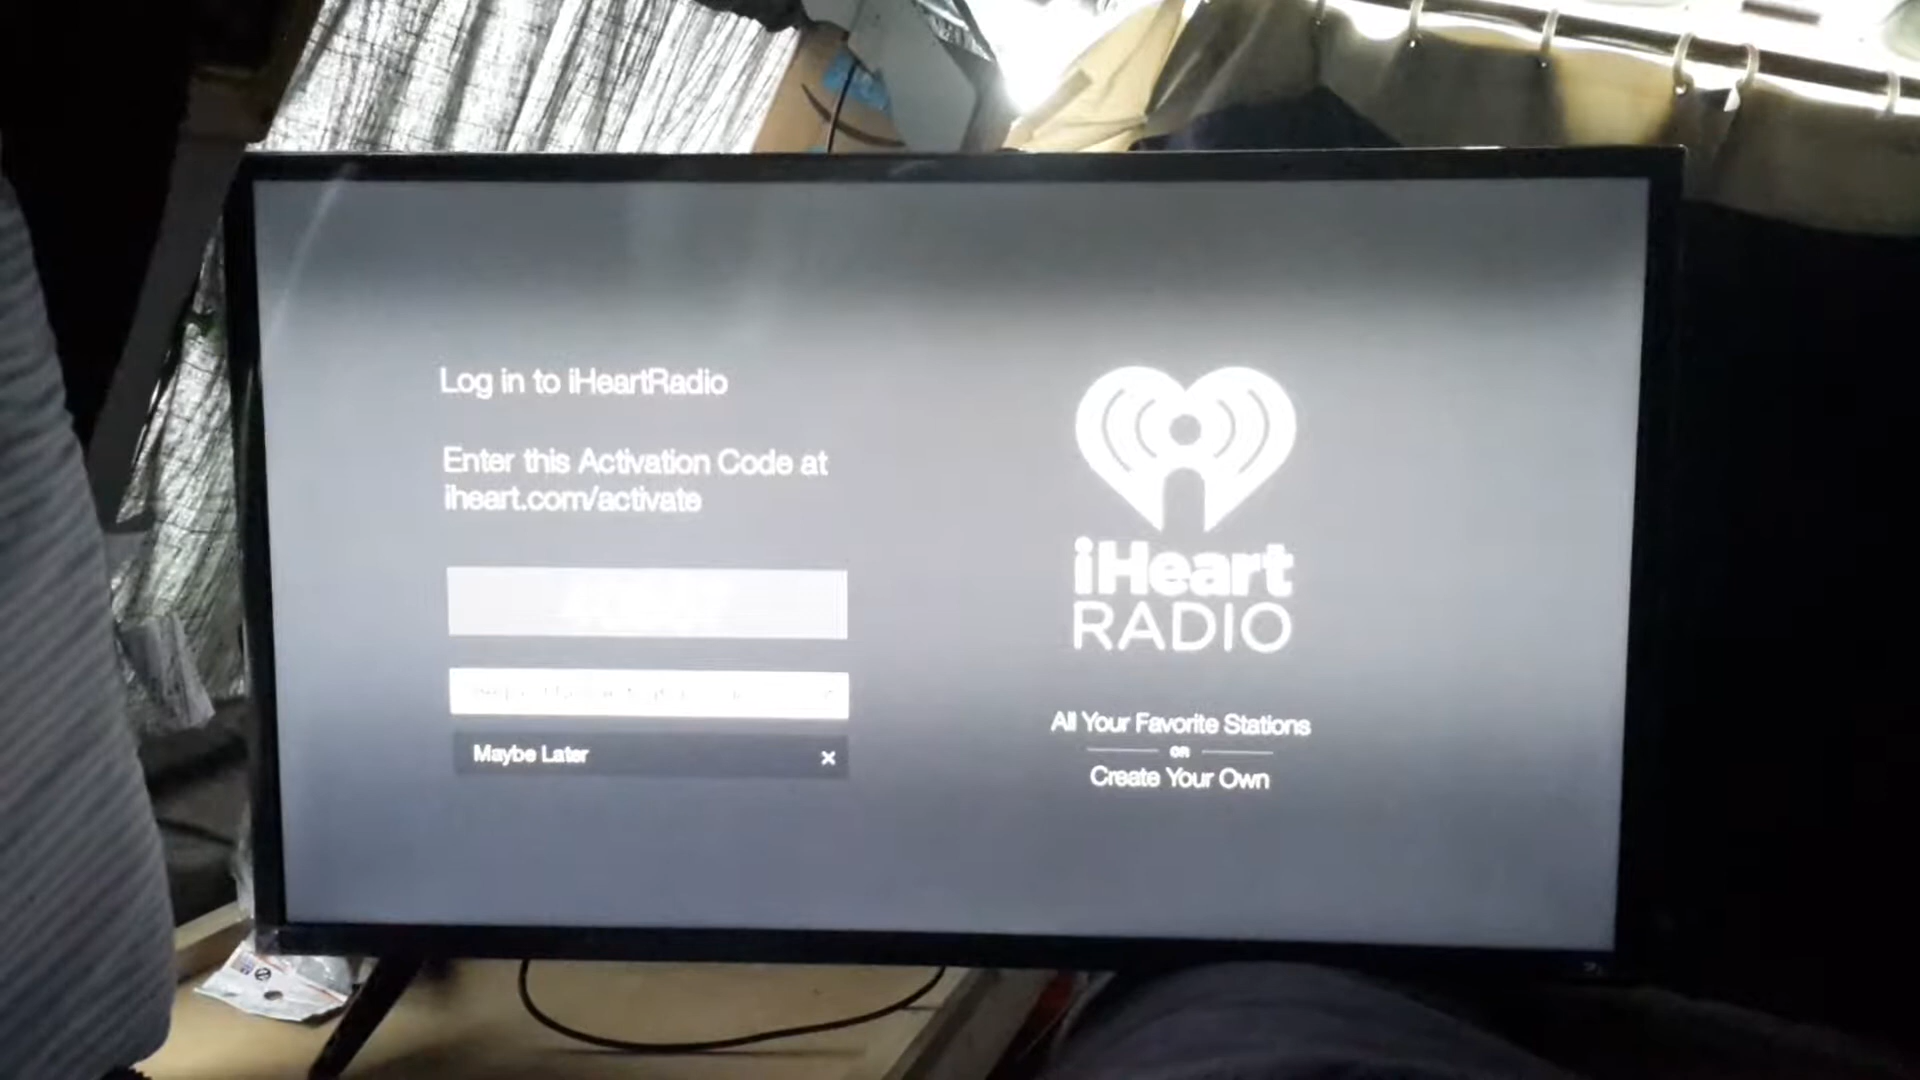 Log in to iHeartRadio
Enter this Activation Code at
iheart.com/activate
Maybe Later
iHeart
RADIO
All Your Favorite Stations
OR
Create Your Own